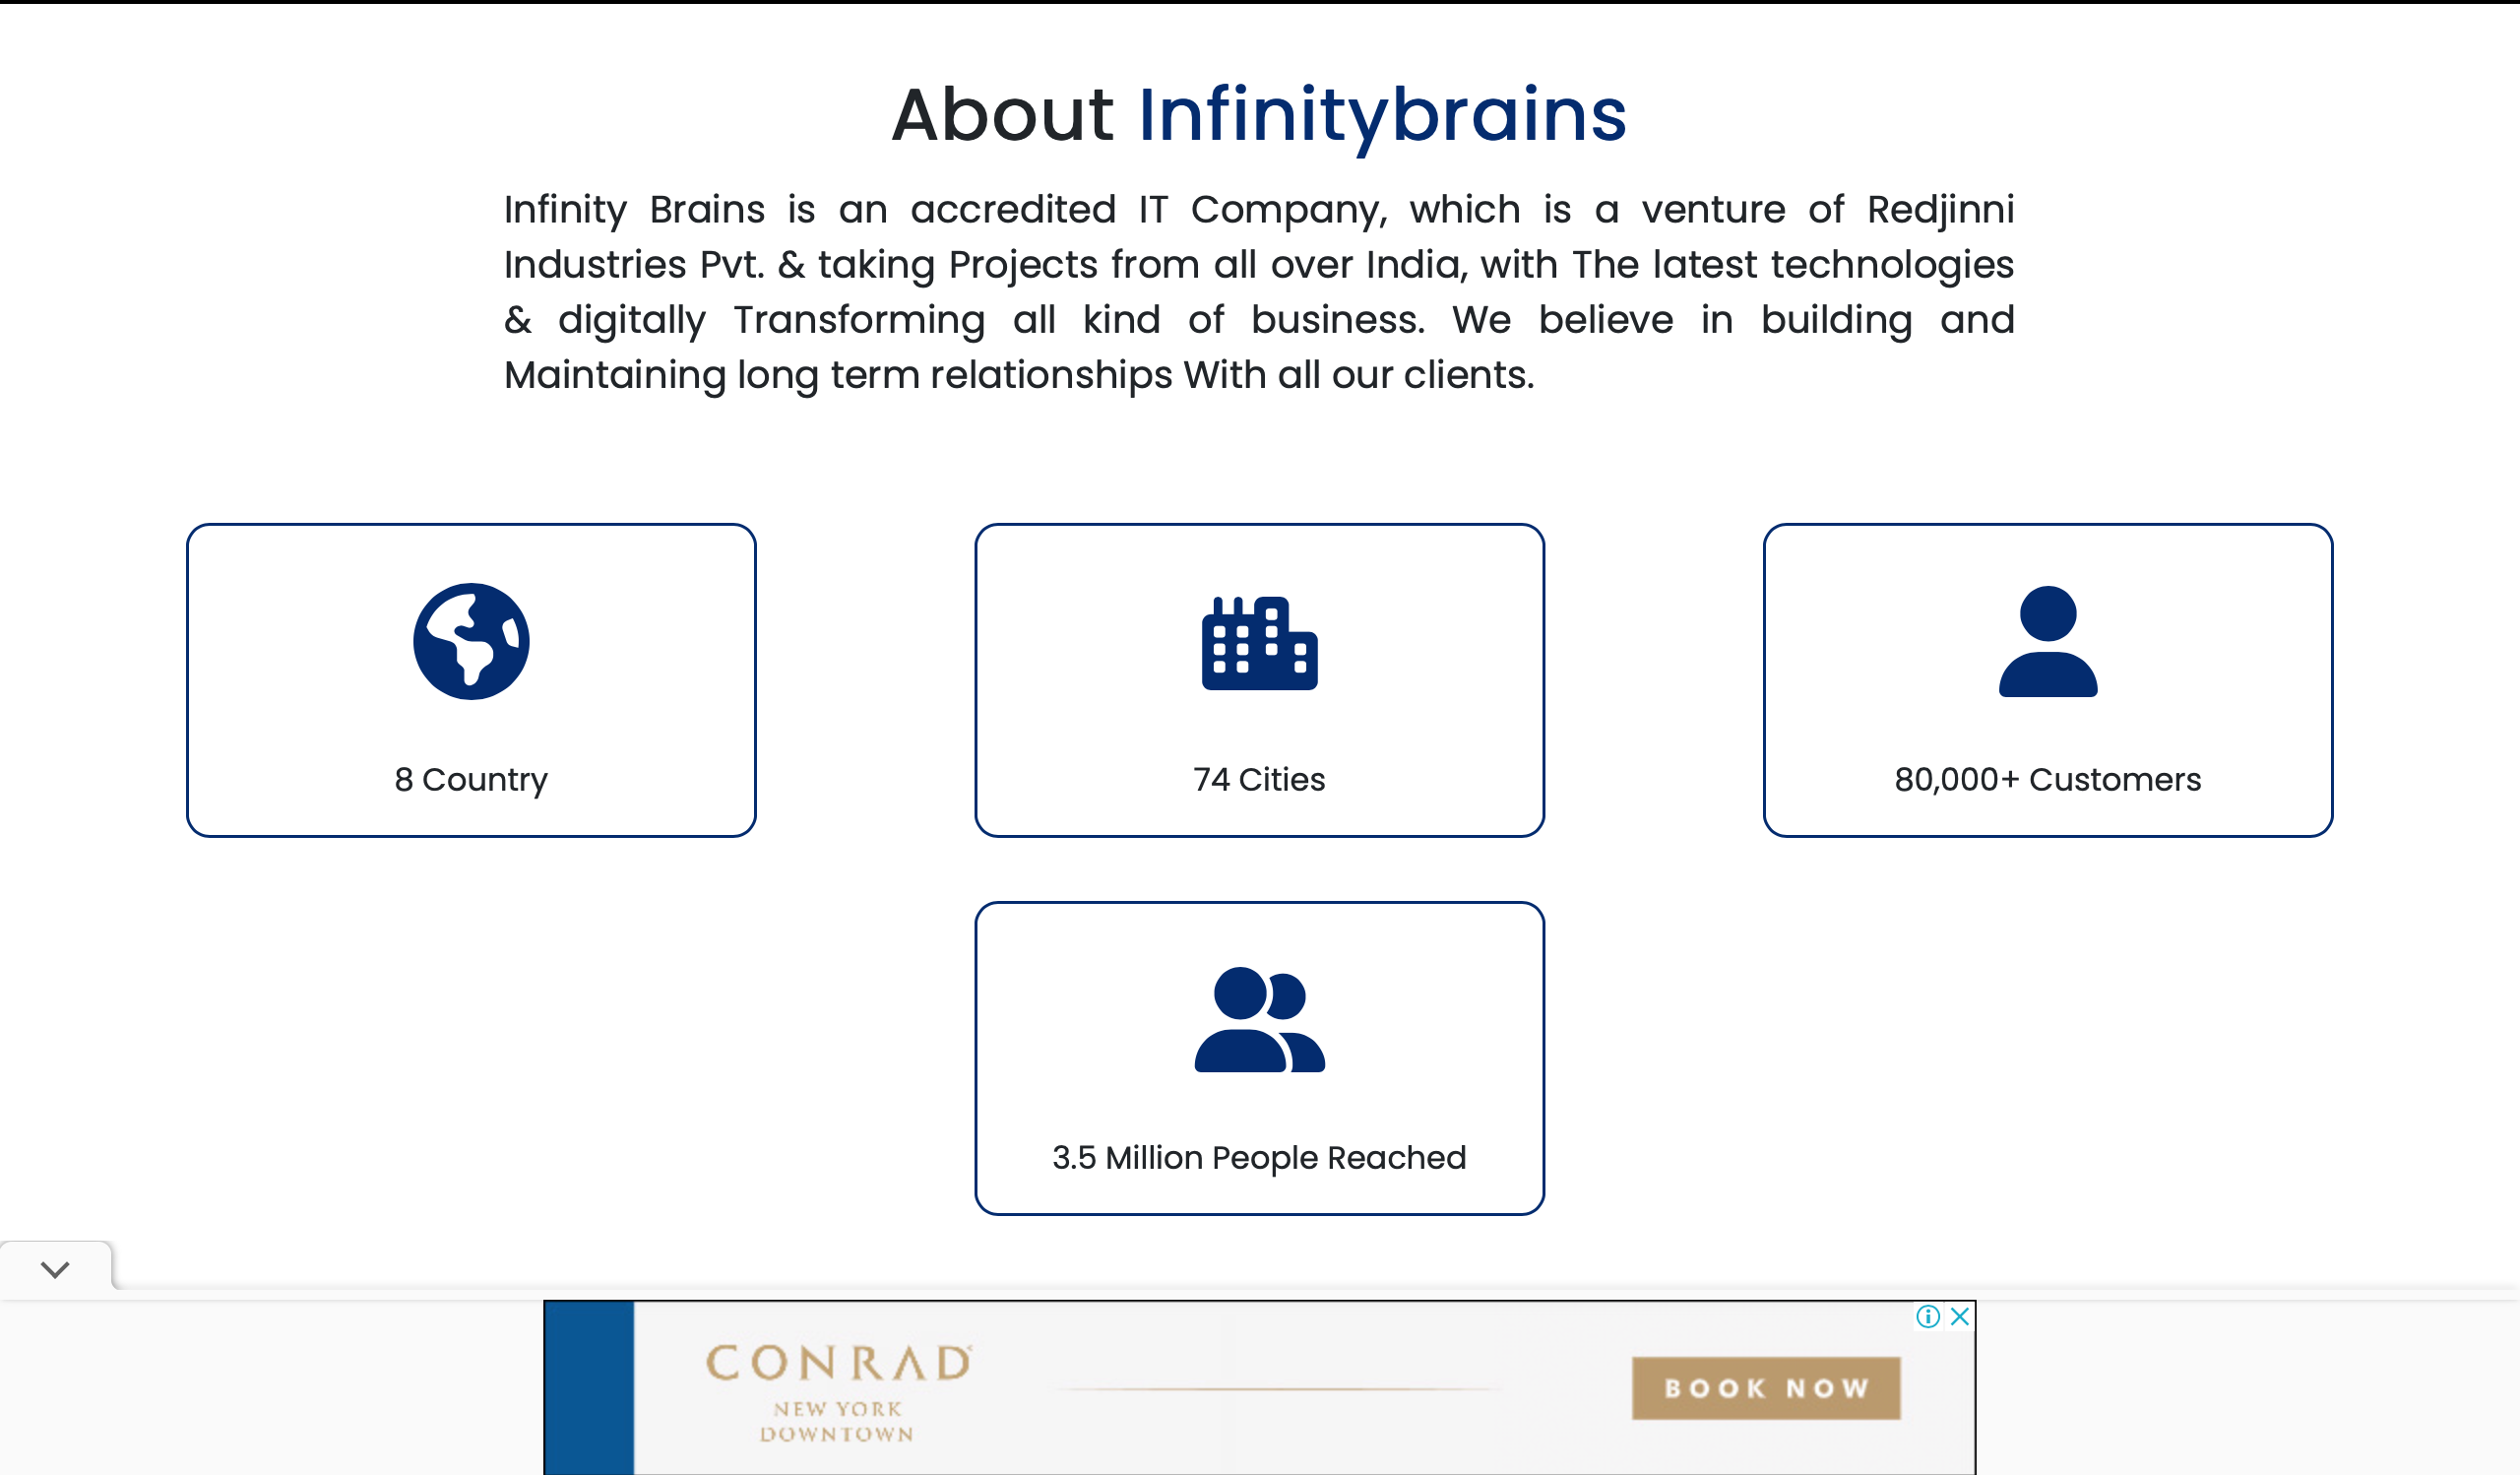 About Infinitybrains
Infinity Brains is an accredited IT Company, which is a venture of Redjinni
Industries Pvt. & taking Projects from all over India, with The latest technologies
& digitally Transforming all kind of business. We believe in building and
Maintaining long term relationships With all our clients.
8 Country
74 Cities
80,000+ Customers
3.5 Million People Reached
CONRAD
NEW YORK
DOWNTOWN
BOOK NOW